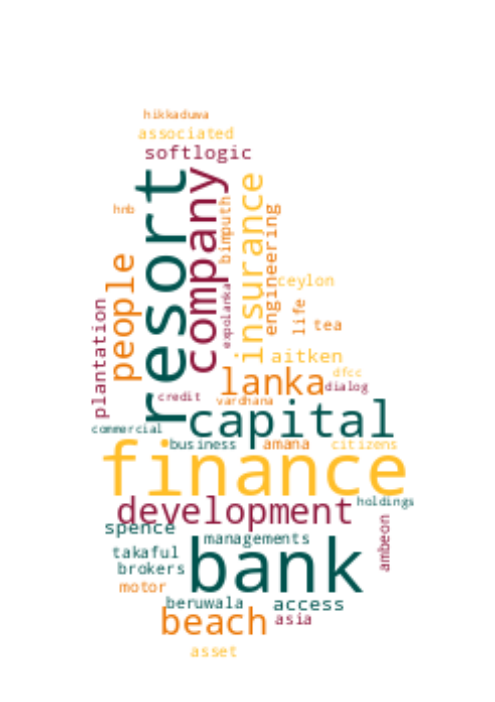 hikkaduwa
associated
softlogic
resort
company
insurance
hnb
bimputh
engineering
people
expolanka
ceylon
life
tea
plantation
aitken
lanka
dfcc
dialog
credit
vardhana
capital
commercial
business
amana
citizens
finance
development
holdings
spence
managements
ambeon
takaful
bank
brokers
motor
beruwala
access
beach
asia
asset